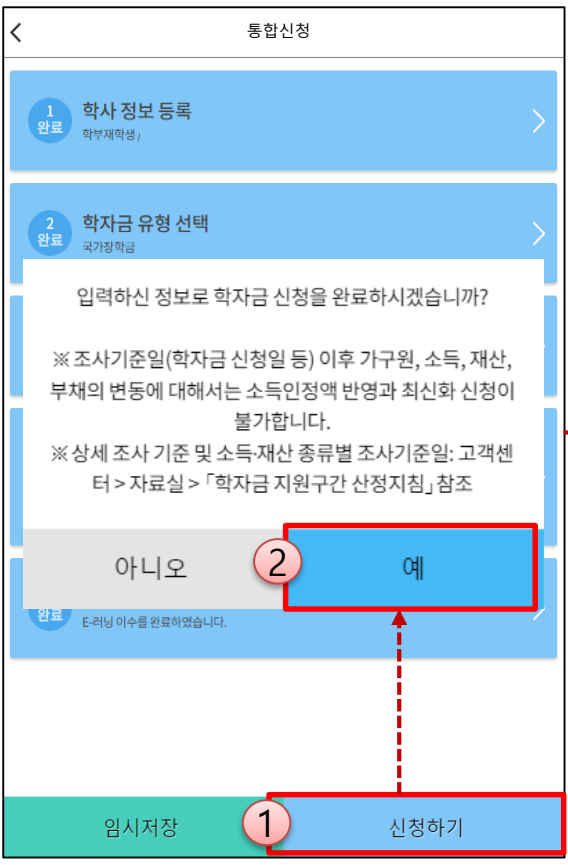 통합신청
1
완료
학사 정보 등록
학부재학생 /
2
완료
학자금 유형 선택
국가장학금
입력하신 정보로 학자금 신청을 완료하시겠습니까?
※ 조사기준일(학자금 신청일 등) 이후 가구원, 소득, 재산,
부채의 변동에 대해서는 소득인정액 반영과 최신화 신청이
불가합니다.
※ 상세 조사 기준 및 소득·재산 종류별 조사기준일: 고객센
터 > 자료실 > 「학자금 지원구간 산정지침」 참조
아니오
2
예
완료
E-러닝 이수를 완료하였습니다.
임시저장
1
신청하기